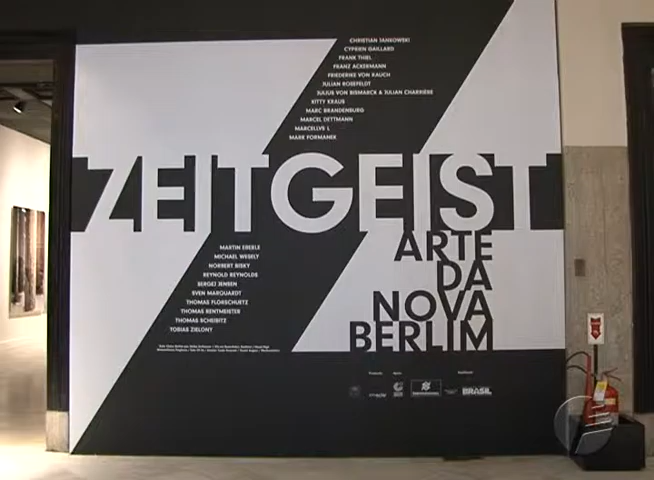 CHRISTIAN JANKOWSKI
CYPRIEN GAILLARD
FRANK THIEL
FRANZ ACKERMANN
FRIEDERIKE VON RAUCH
JULIAN ROSEFELDT
JULIUS VON BISMARCK & JULIAN CHARRIÈRE
KITTY KRAUS
MARC BRANDENBURG
MARCEL DETTMANN
MARCELLVS L
MARK FORMANEK
ZEITGEIST
ARTE
DA
NOVA
BERLIM
MARTIN EBERLE
MICHAEL WESELY
NORBERT BISKY
REYNOLD REYNOLDS
SERGEJ JENSEN
SVEN MARQUARDT
THOMAS FLORSCHUETZ
THOMAS RENTMEISTER
THOMAS SCHEIBITZ
TOBIAS ZIELONY
BRASIL